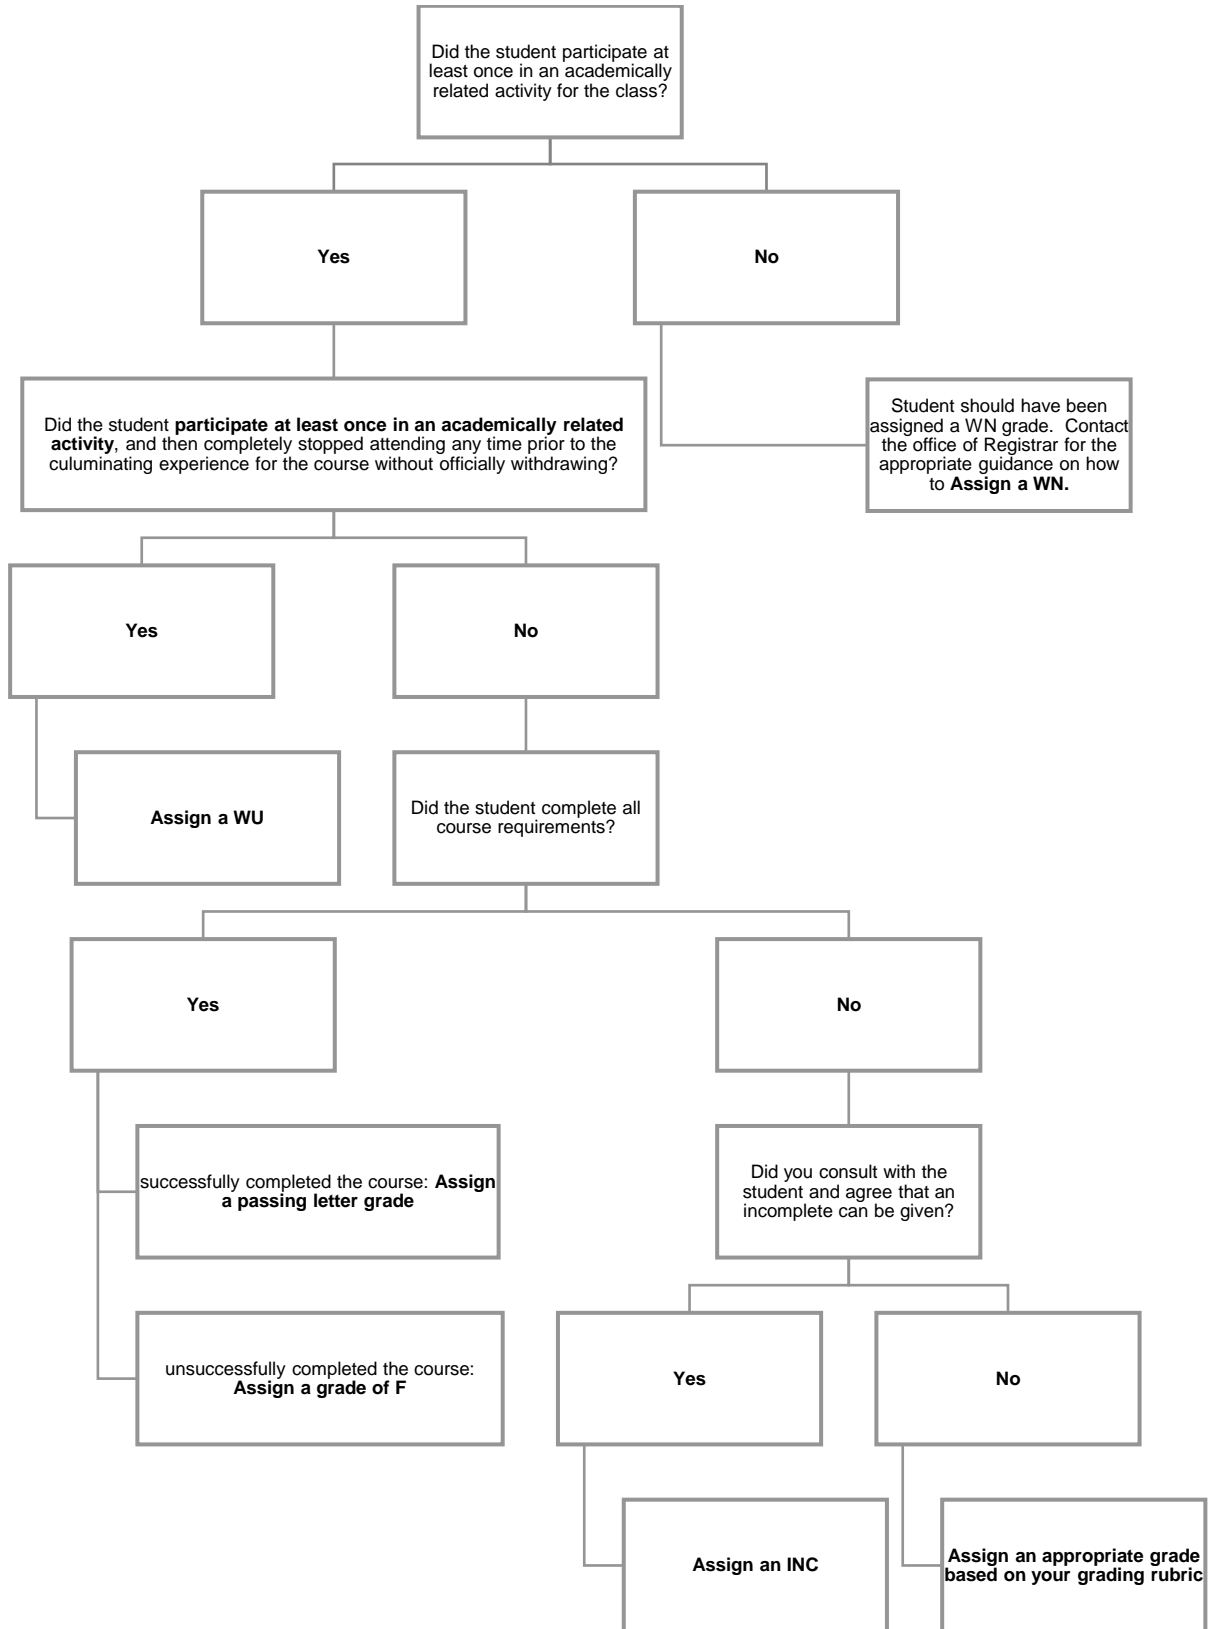 Did the student participate at
least once in an academically
related activity for the class?
Yes
No
Did the student participate at least once in an academically related
activity, and then completely stopped attending any time prior to the
culuminating experience for the course without officially withdrawing?
Student should have been
assigned a WN grade.  Contact
the office of Registrar for the
appropriate guidance on how
to Assign a WN.
Yes
No
Assign a WU
Did the student complete all
course requirements?
Yes
No
successfully completed the course: Assign
a passing letter grade
Did you consult with the
student and agree that an
incomplete can be given?
unsuccessfully completed the course:
Assign a grade of F
Yes
No
Assign an INC
Assign an appropriate grade
based on your grading rubric